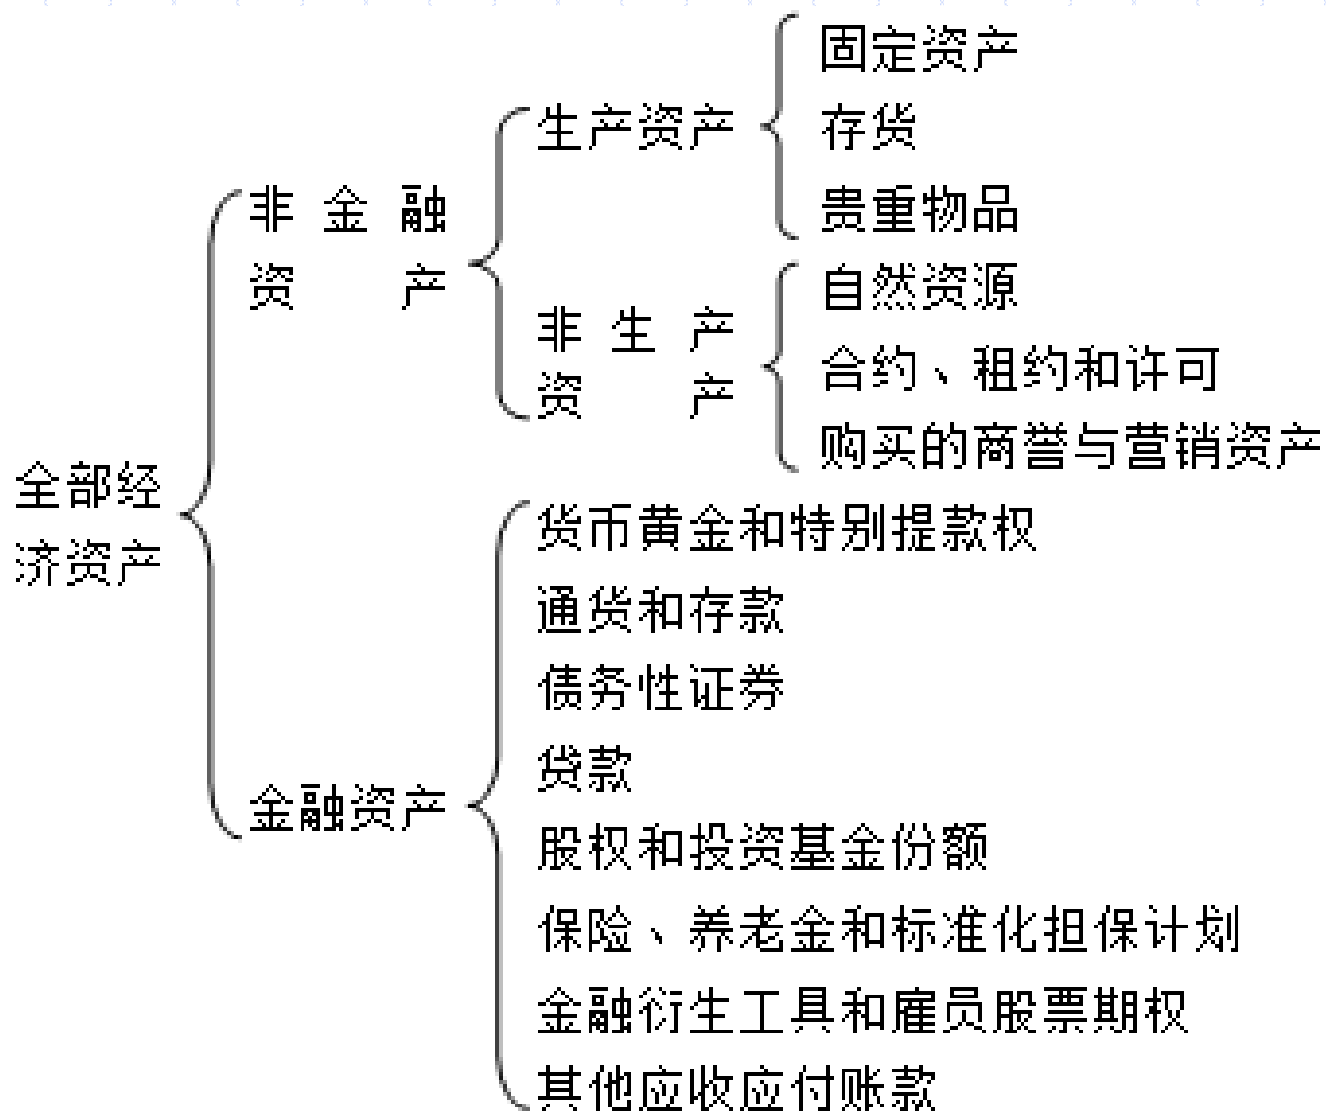 全部经
济资产
非金融
资产
生产资产
固定资产
存货
贵重物品
非生产
资产
自然资源
合约、租约和许可
购买的商誉与营销资产
金融资产
货币黄金和特别提款权
通货和存款
债务性证券
贷款
股权和投资基金份额
保险、养老金和标准化担保计划
金融衍生工具和雇员股票期权
其他应收应付账款